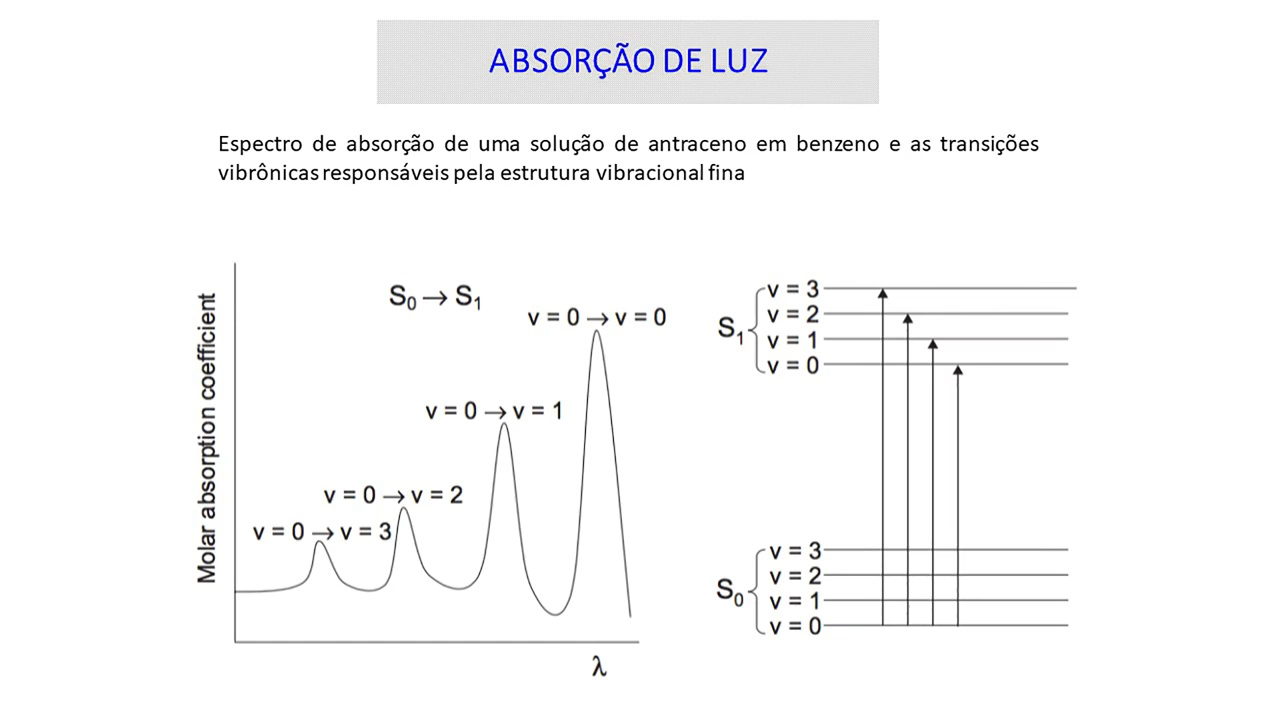 ABSORÇÃO DE LUZ
Espectro de absorção de uma solução de antraceno em benzeno e as transições
vibrônicas responsáveis pela estrutura vibracional fina
Molar absorption coefficient
S₀ → S₁
v = 0 → v = 0
v = 0 → v = 1
v = 0 → v = 2
v = 0 → v = 3
λ
S₁
v = 3
v = 2
v = 1
v = 0
S₀
v = 3
v = 2
v = 1
v = 0